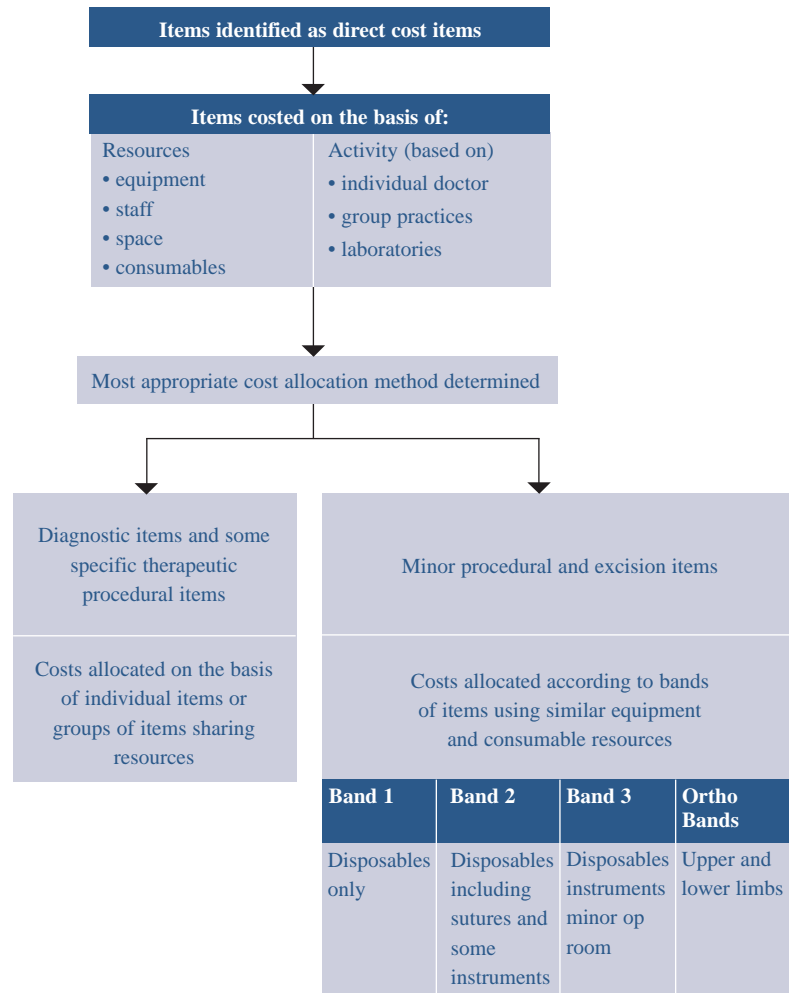 Items identified as direct cost items
Items costed on the basis of:
Resources
• equipment
• staff
• space
• consumables
Activity (based on)
• individual doctor
• group practices
• laboratories
Most appropriate cost allocation method determined
Diagnostic items and some
specific therapeutic
procedural items
Costs allocated on the basis
of individual items or
groups of items sharing
resources
Minor procedural and excision items
Costs allocated according to bands
of items using similar equipment
and consumable resources
Band 1
Disposables
only
Band 2
Disposables
including
sutures and
some
instruments
Band 3
Disposables
instruments
minor op
room
Ortho
Bands
Upper and
lower limbs